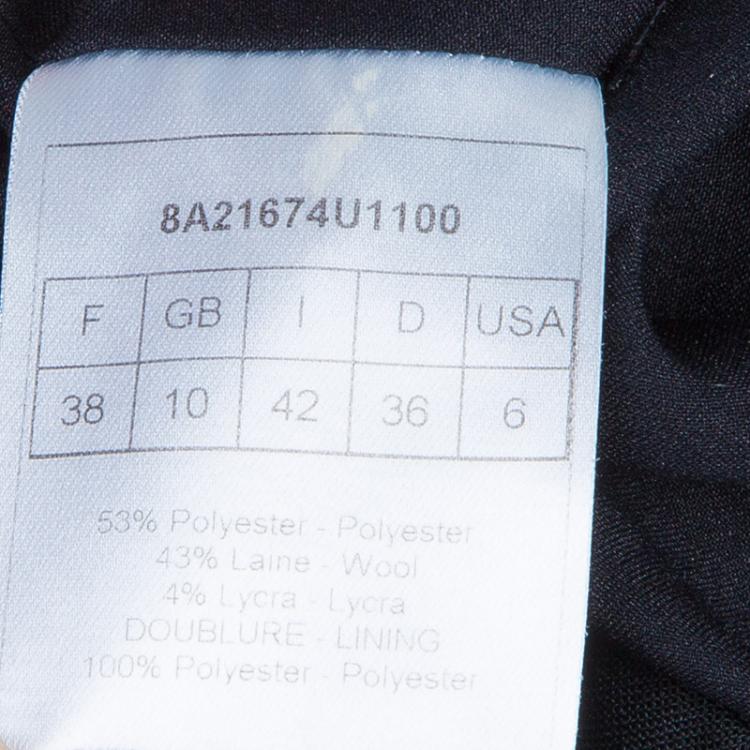 8A21674U1100
F GB I D USA
38 10 42 36 6
53% Polyester - Polyester
43% Laine - Wool
4% Lycra - Lycra
DOUBLURE - LINING
100% Polyester - Polyester